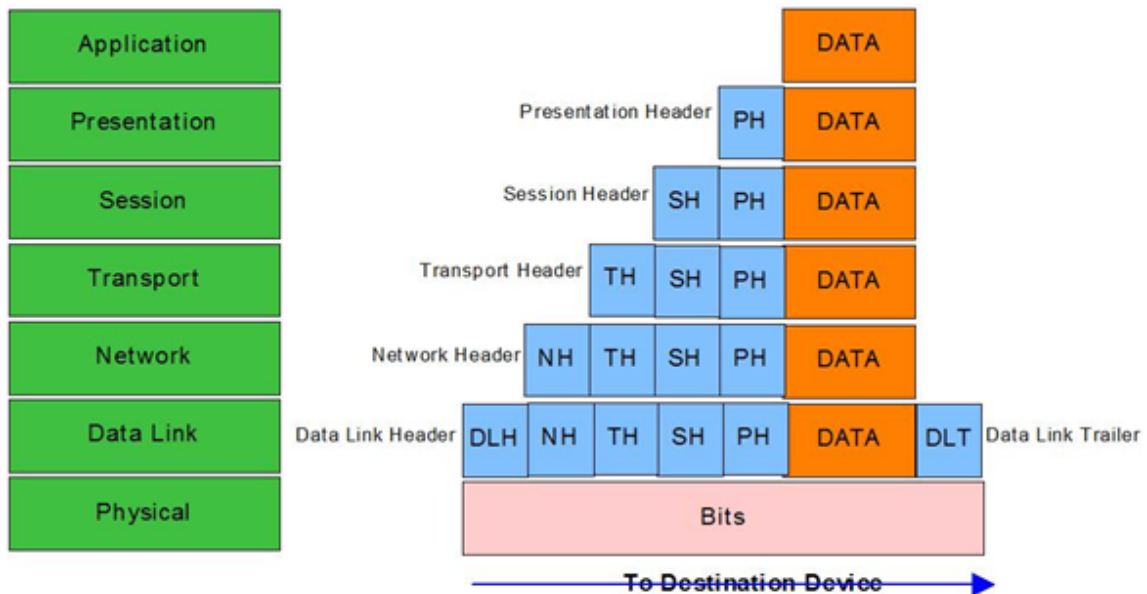 Application
DATA
Presentation
Presentation Header
PH
DATA
Session
Session Header
SH
PH
DATA
Transport
Transport Header
TH
SH
PH
DATA
Network
Network Header
NH
TH
SH
PH
DATA
Data Link
Data Link Header
DLH
NH
TH
SH
PH
DATA
DLT
Data Link Trailer
Physical
Bits
To Destination Device